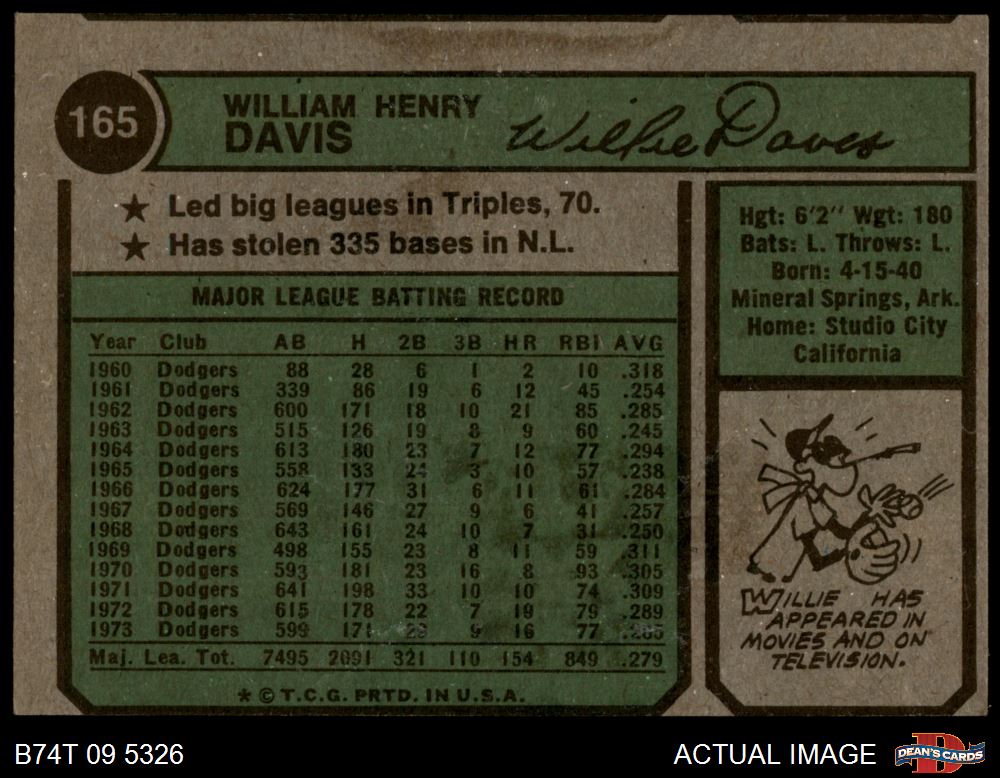 165
WILLIAM HENRY
DAVIS
Willie Davis
★ Led big leagues in Triples, 70.
★ Has stolen 335 bases in N.L.
MAJOR LEAGUE BATTING RECORD
Year Club AB H 2B 3B HR RBI AVG
1960 Dodgers 88 28 6 1 2 10 .318
1961 Dodgers 339 86 19 6 12 45 .254
1962 Dodgers 600 171 18 10 21 85 .285
1963 Dodgers 515 126 19 8 9 60 .245
1964 Dodgers 613 180 23 7 12 77 .294
1965 Dodgers 558 133 24 3 10 57 .238
1966 Dodgers 624 177 31 6 11 61 .284
1967 Dodgers 569 146 27 9 6 41 .257
1968 Dodgers 643 161 24 10 7 31 .250
1969 Dodgers 498 155 23 8 11 59 .311
1970 Dodgers 593 181 23 16 8 93 .305
1971 Dodgers 641 198 33 10 10 74 .309
1972 Dodgers 615 178 22 7 19 79 .289
1973 Dodgers 599 171 29 9 16 77 .285
Maj. Lea. Tot. 7495 2091 321 110 154 849 .279
* © T.C.G. PRTD. IN U.S.A.
Hgt: 6'2" Wgt: 180
Bats: L. Throws: L.
Born: 4-15-40
Mineral Springs, Ark.
Home: Studio City
California
WILLIE HAS
APPEARED IN
MOVIES AND ON
TELEVISION.
B74T 09 5326
ACTUAL IMAGE
DEAN'S CARDS